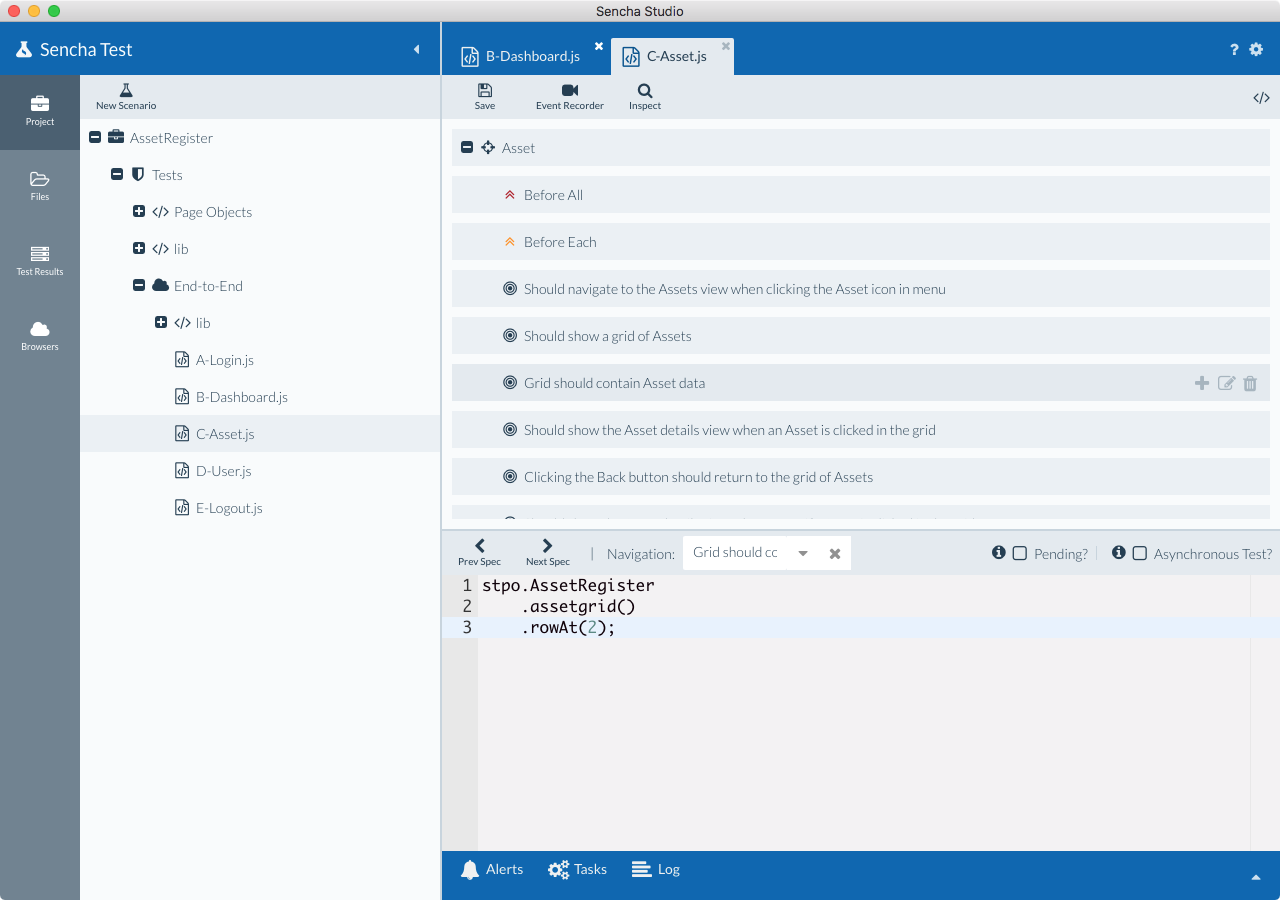 Sencha Studio
Sencha Test
B-Dashboard.js
C-Asset.js
?
Project
Files
Test Results
Browsers
New Scenario
AssetRegister
Tests
</> Page Objects
</> lib
End-to-End
</> lib
A-Login.js
B-Dashboard.js
C-Asset.js
D-User.js
E-Logout.js
Save
Event Recorder
Inspect
</>
Asset
Before All
Before Each
Should navigate to the Assets view when clicking the Asset icon in menu
Should show a grid of Assets
Grid should contain Asset data
Should show the Asset details view when an Asset is clicked in the grid
Clicking the Back button should return to the grid of Assets
Prev Spec
Next Spec
| Navigation:
Grid should cc
Pending?
Asynchronous Test?
1 stpo.AssetRegister
2 .assetgrid()
3 .rowAt(2);
Alerts
Tasks
Log